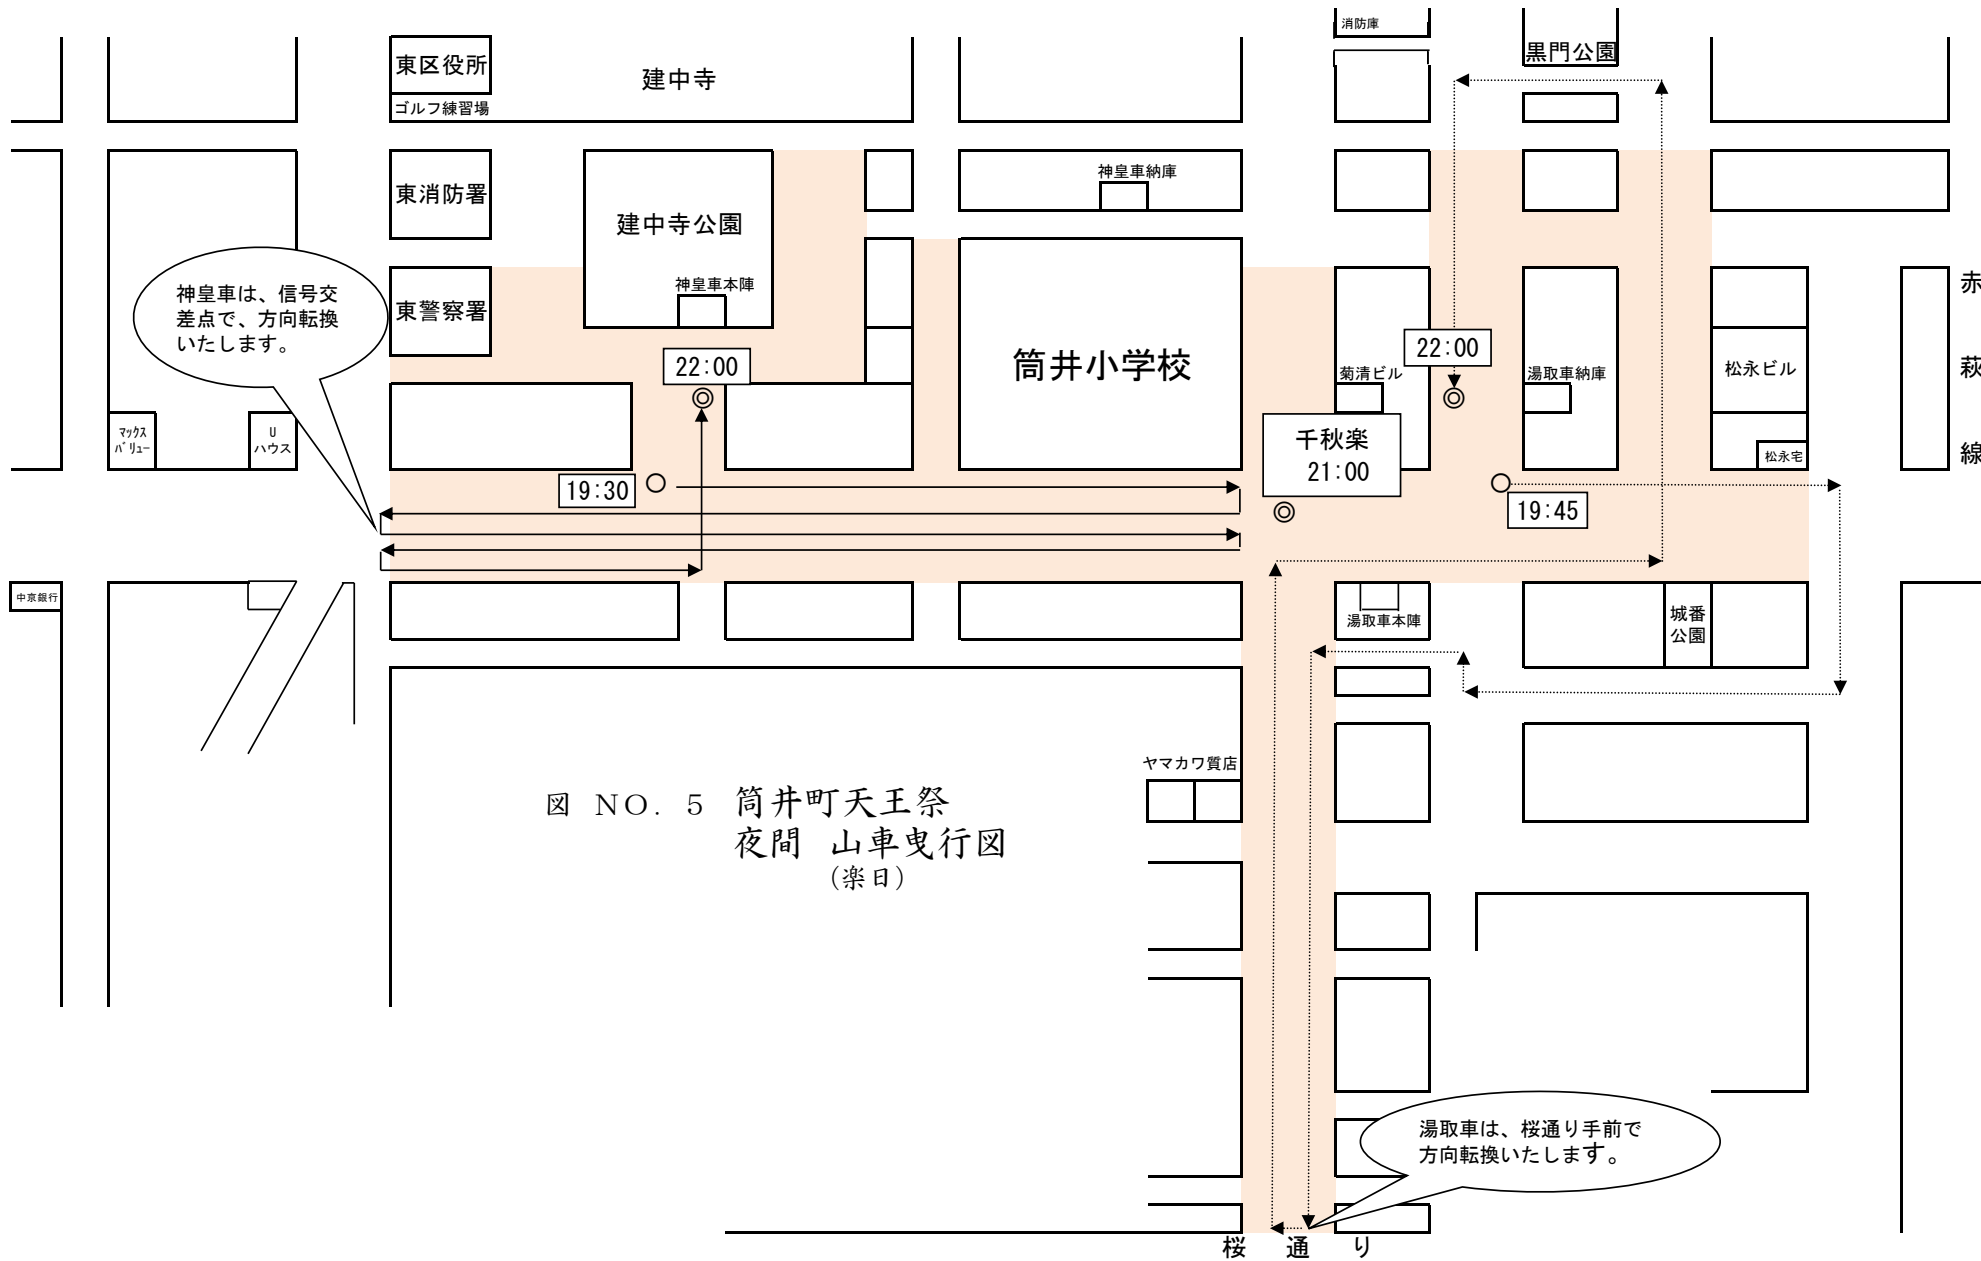 消防庫
黒門公園
東区役所
建中寺
ゴルフ練習場
神皇車納庫
東消防署
建中寺公園
神皇車本陣
神皇車は、信号交
差点で、方向転換
いたします。
東警察署
赤
萩
線
22:00
22:00
筒井小学校
菊清ビル
湯取車納庫
松永ビル
マックス
バリュー
U
ハウス
千秋楽
21:00
松永宅
19:30
19:45
中京銀行
湯取車本陣
城番
公園
ヤマカワ質店
図 NO. 5 筒井町天王祭
夜間 山車曳行図
(楽日)
湯取車は、桜通り手前で
方向転換いたします。
桜 通 り